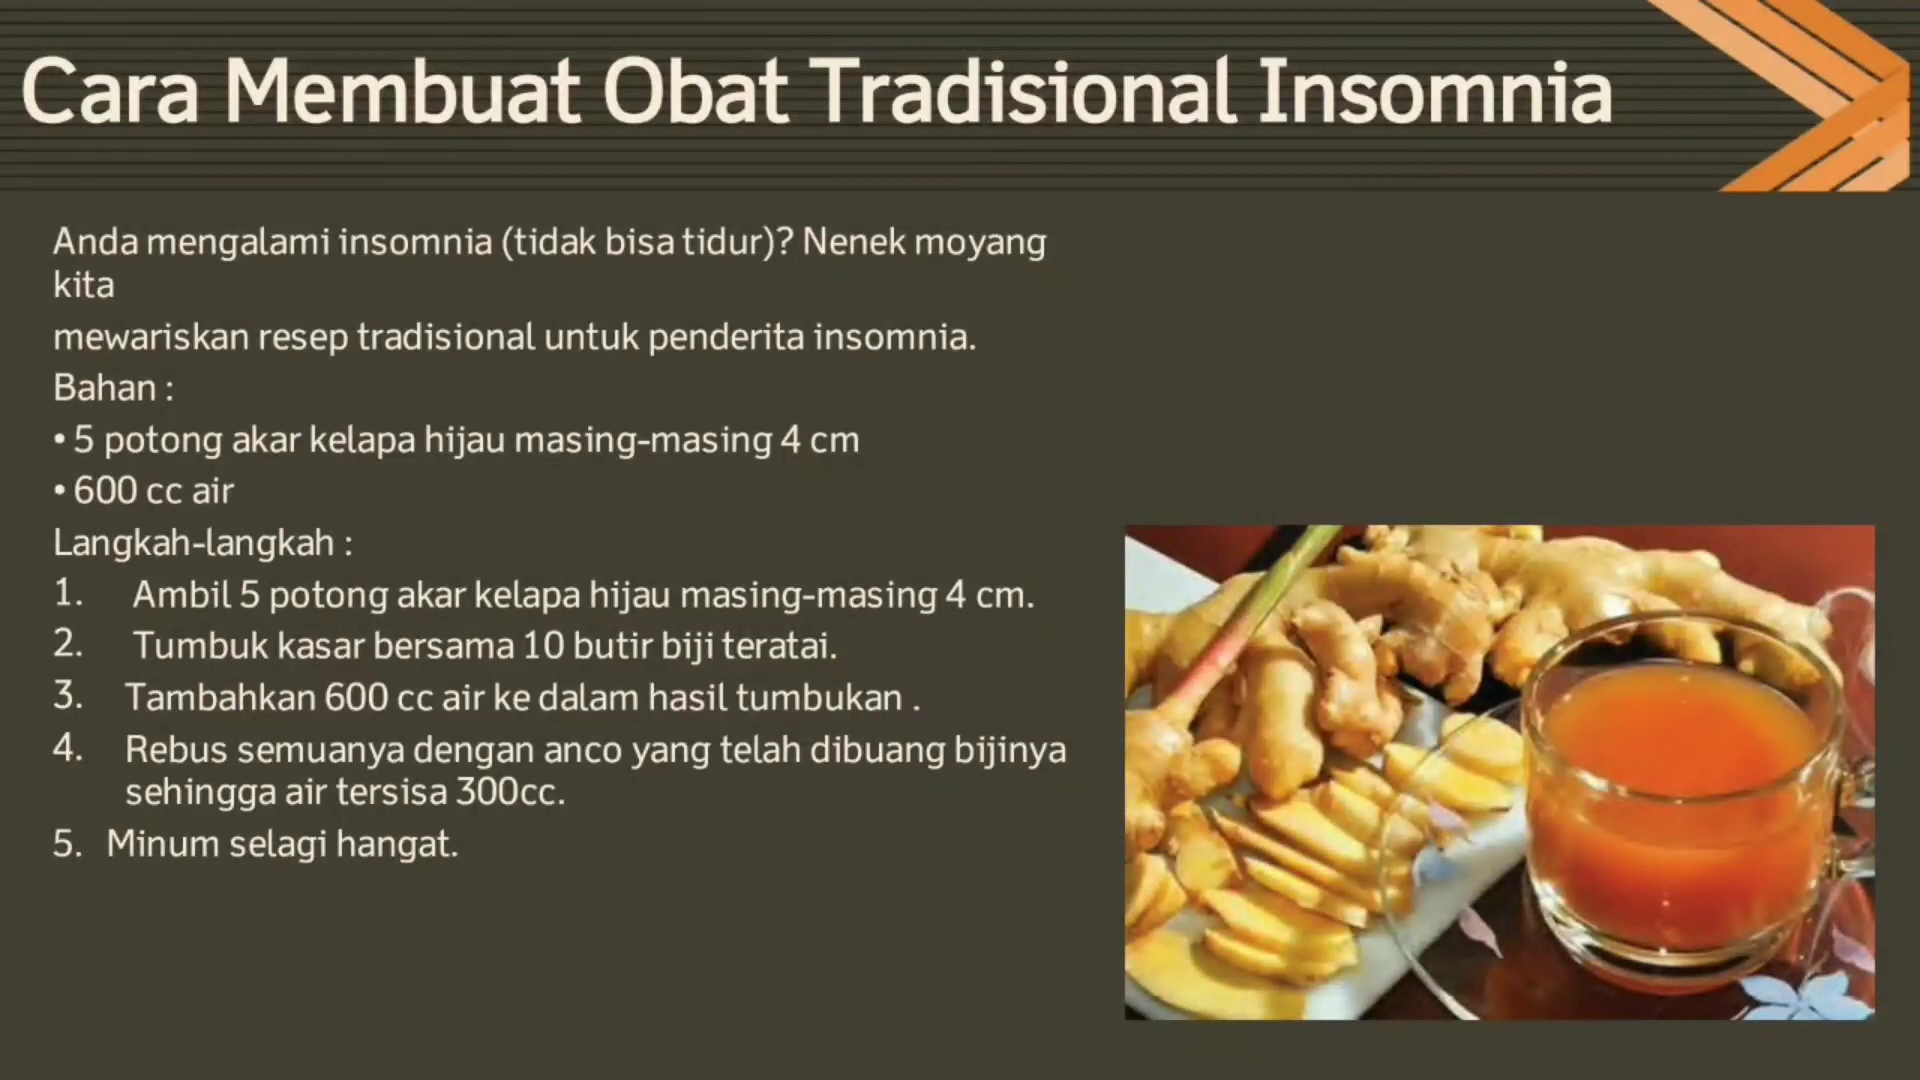 Cara Membuat Obat Tradisional Insomnia
Anda mengalami insomnia (tidak bisa tidur)? Nenek moyang
kita
mewariskan resep tradisional untuk penderita insomnia.
Bahan :
• 5 potong akar kelapa hijau masing-masing 4 cm
• 600 cc air
Langkah-langkah :
1. Ambil 5 potong akar kelapa hijau masing-masing 4 cm.
2. Tumbuk kasar bersama 10 butir biji teratai.
3. Tambahkan 600 cc air ke dalam hasil tumbukan .
4. Rebus semuanya dengan anco yang telah dibuang bijinya
sehingga air tersisa 300cc.
5. Minum selagi hangat.